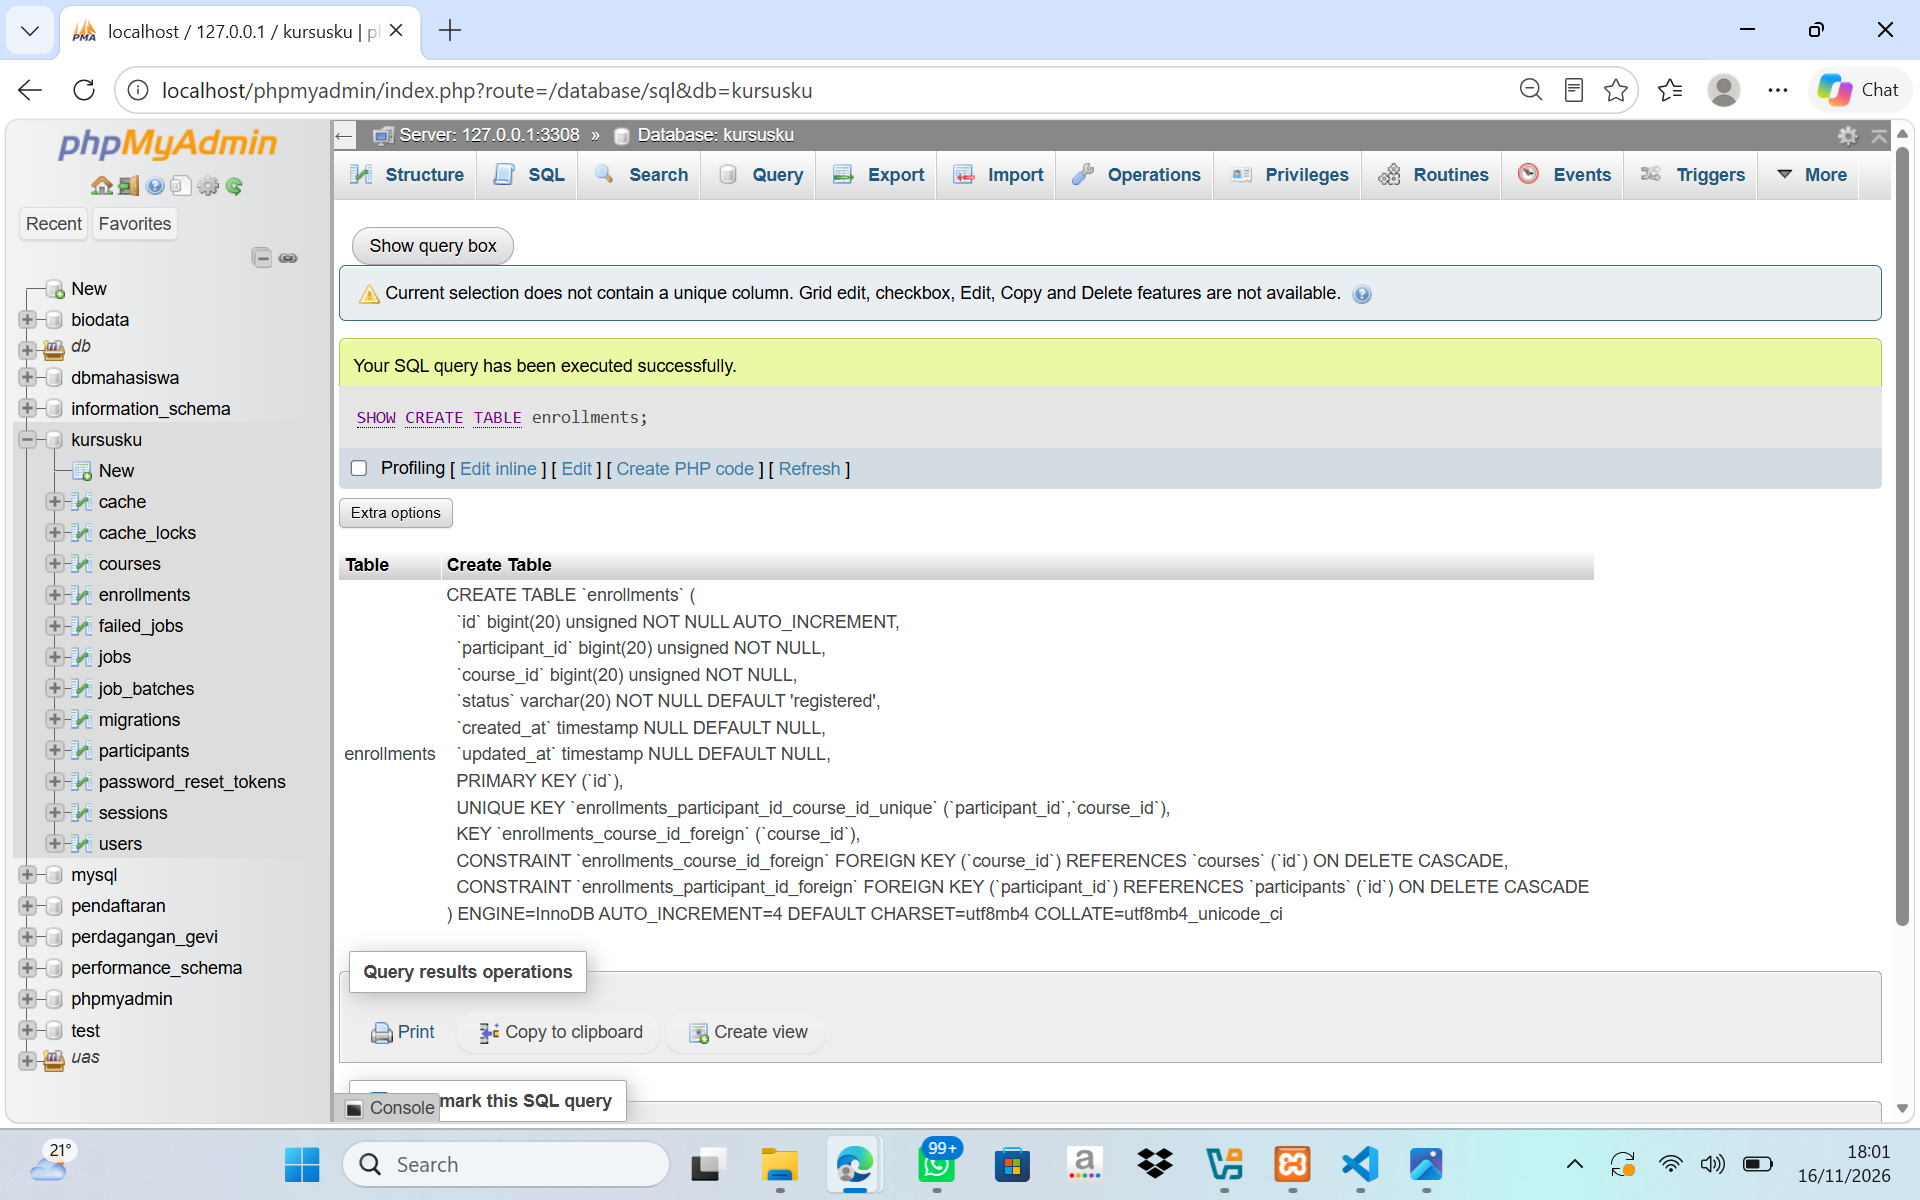 localhost / 127.0.0.1 / kursusku | p
localhost/phpmyadmin/index.php?route=/database/sql&db=kursusku
Chat
phpMyAdmin
Recent
Favorites
New
biodata
db
dbmahasiswa
information_schema
kursusku
New
cache
cache_locks
courses
enrollments
failed_jobs
jobs
job_batches
migrations
participants
password_reset_tokens
sessions
users
mysql
pendaftaran
perdagangan_gevi
performance_schema
phpmyadmin
test
uas
Server: 127.0.0.1:3308 » Database: kursusku
Structure SQL Search Query Export Import Operations Privileges Routines Events Triggers More
Show query box
Current selection does not contain a unique column. Grid edit, checkbox, Edit, Copy and Delete features are not available.
Your SQL query has been executed successfully.
SHOW CREATE TABLE enrollments;
Profiling [ Edit inline ] [ Edit ] [ Create PHP code ] [ Refresh ]
Extra options
Table Create Table
enrollments
CREATE TABLE `enrollments` (
`id` bigint(20) unsigned NOT NULL AUTO_INCREMENT,
`participant_id` bigint(20) unsigned NOT NULL,
`course_id` bigint(20) unsigned NOT NULL,
`status` varchar(20) NOT NULL DEFAULT 'registered',
`created_at` timestamp NULL DEFAULT NULL,
`updated_at` timestamp NULL DEFAULT NULL,
PRIMARY KEY (`id`),
UNIQUE KEY `enrollments_participant_id_course_id_unique` (`participant_id`,`course_id`),
KEY `enrollments_course_id_foreign` (`course_id`),
CONSTRAINT `enrollments_course_id_foreign` FOREIGN KEY (`course_id`) REFERENCES `courses` (`id`) ON DELETE CASCADE,
CONSTRAINT `enrollments_participant_id_foreign` FOREIGN KEY (`participant_id`) REFERENCES `participants` (`id`) ON DELETE CASCADE
) ENGINE=InnoDB AUTO_INCREMENT=4 DEFAULT CHARSET=utf8mb4 COLLATE=utf8mb4_unicode_ci
Query results operations
Print Copy to clipboard Create view
Console
mark this SQL query
21°
Search
99+
18:01
16/11/2026